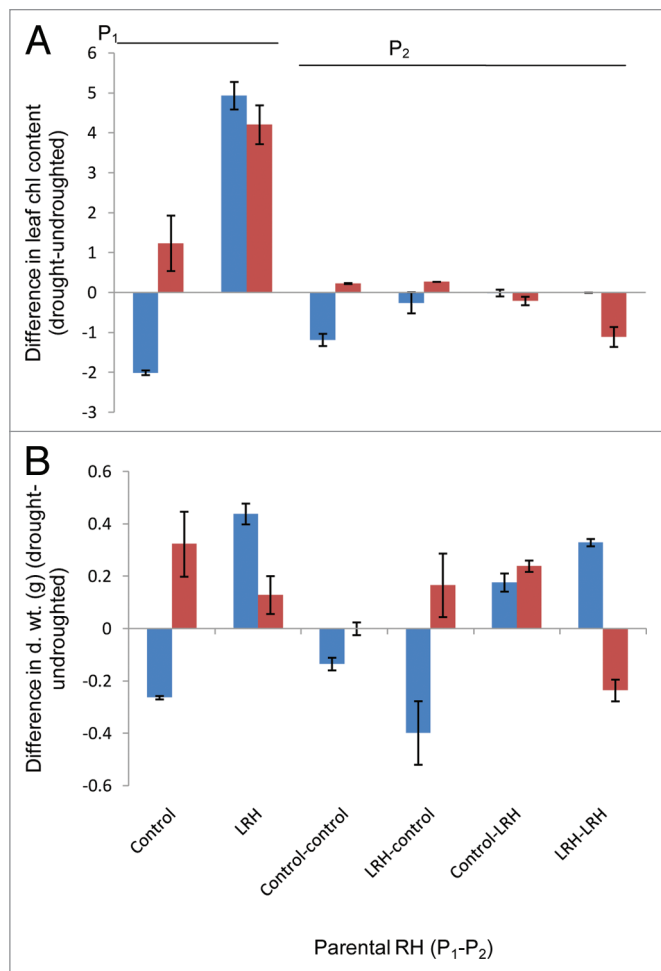 A
P1
P2
Difference in leaf chl content
(drought-undroughted)
6
5
4
3
2
1
0
-1
-2
-3
B
Difference in d. wt. (g) (drought-
undroughted)
0.6
0.4
0.2
0
-0.2
-0.4
-0.6
Control
LRH
Control-control
LRH-control
Control-LRH
LRH-LRH
Parental RH (P1-P2)